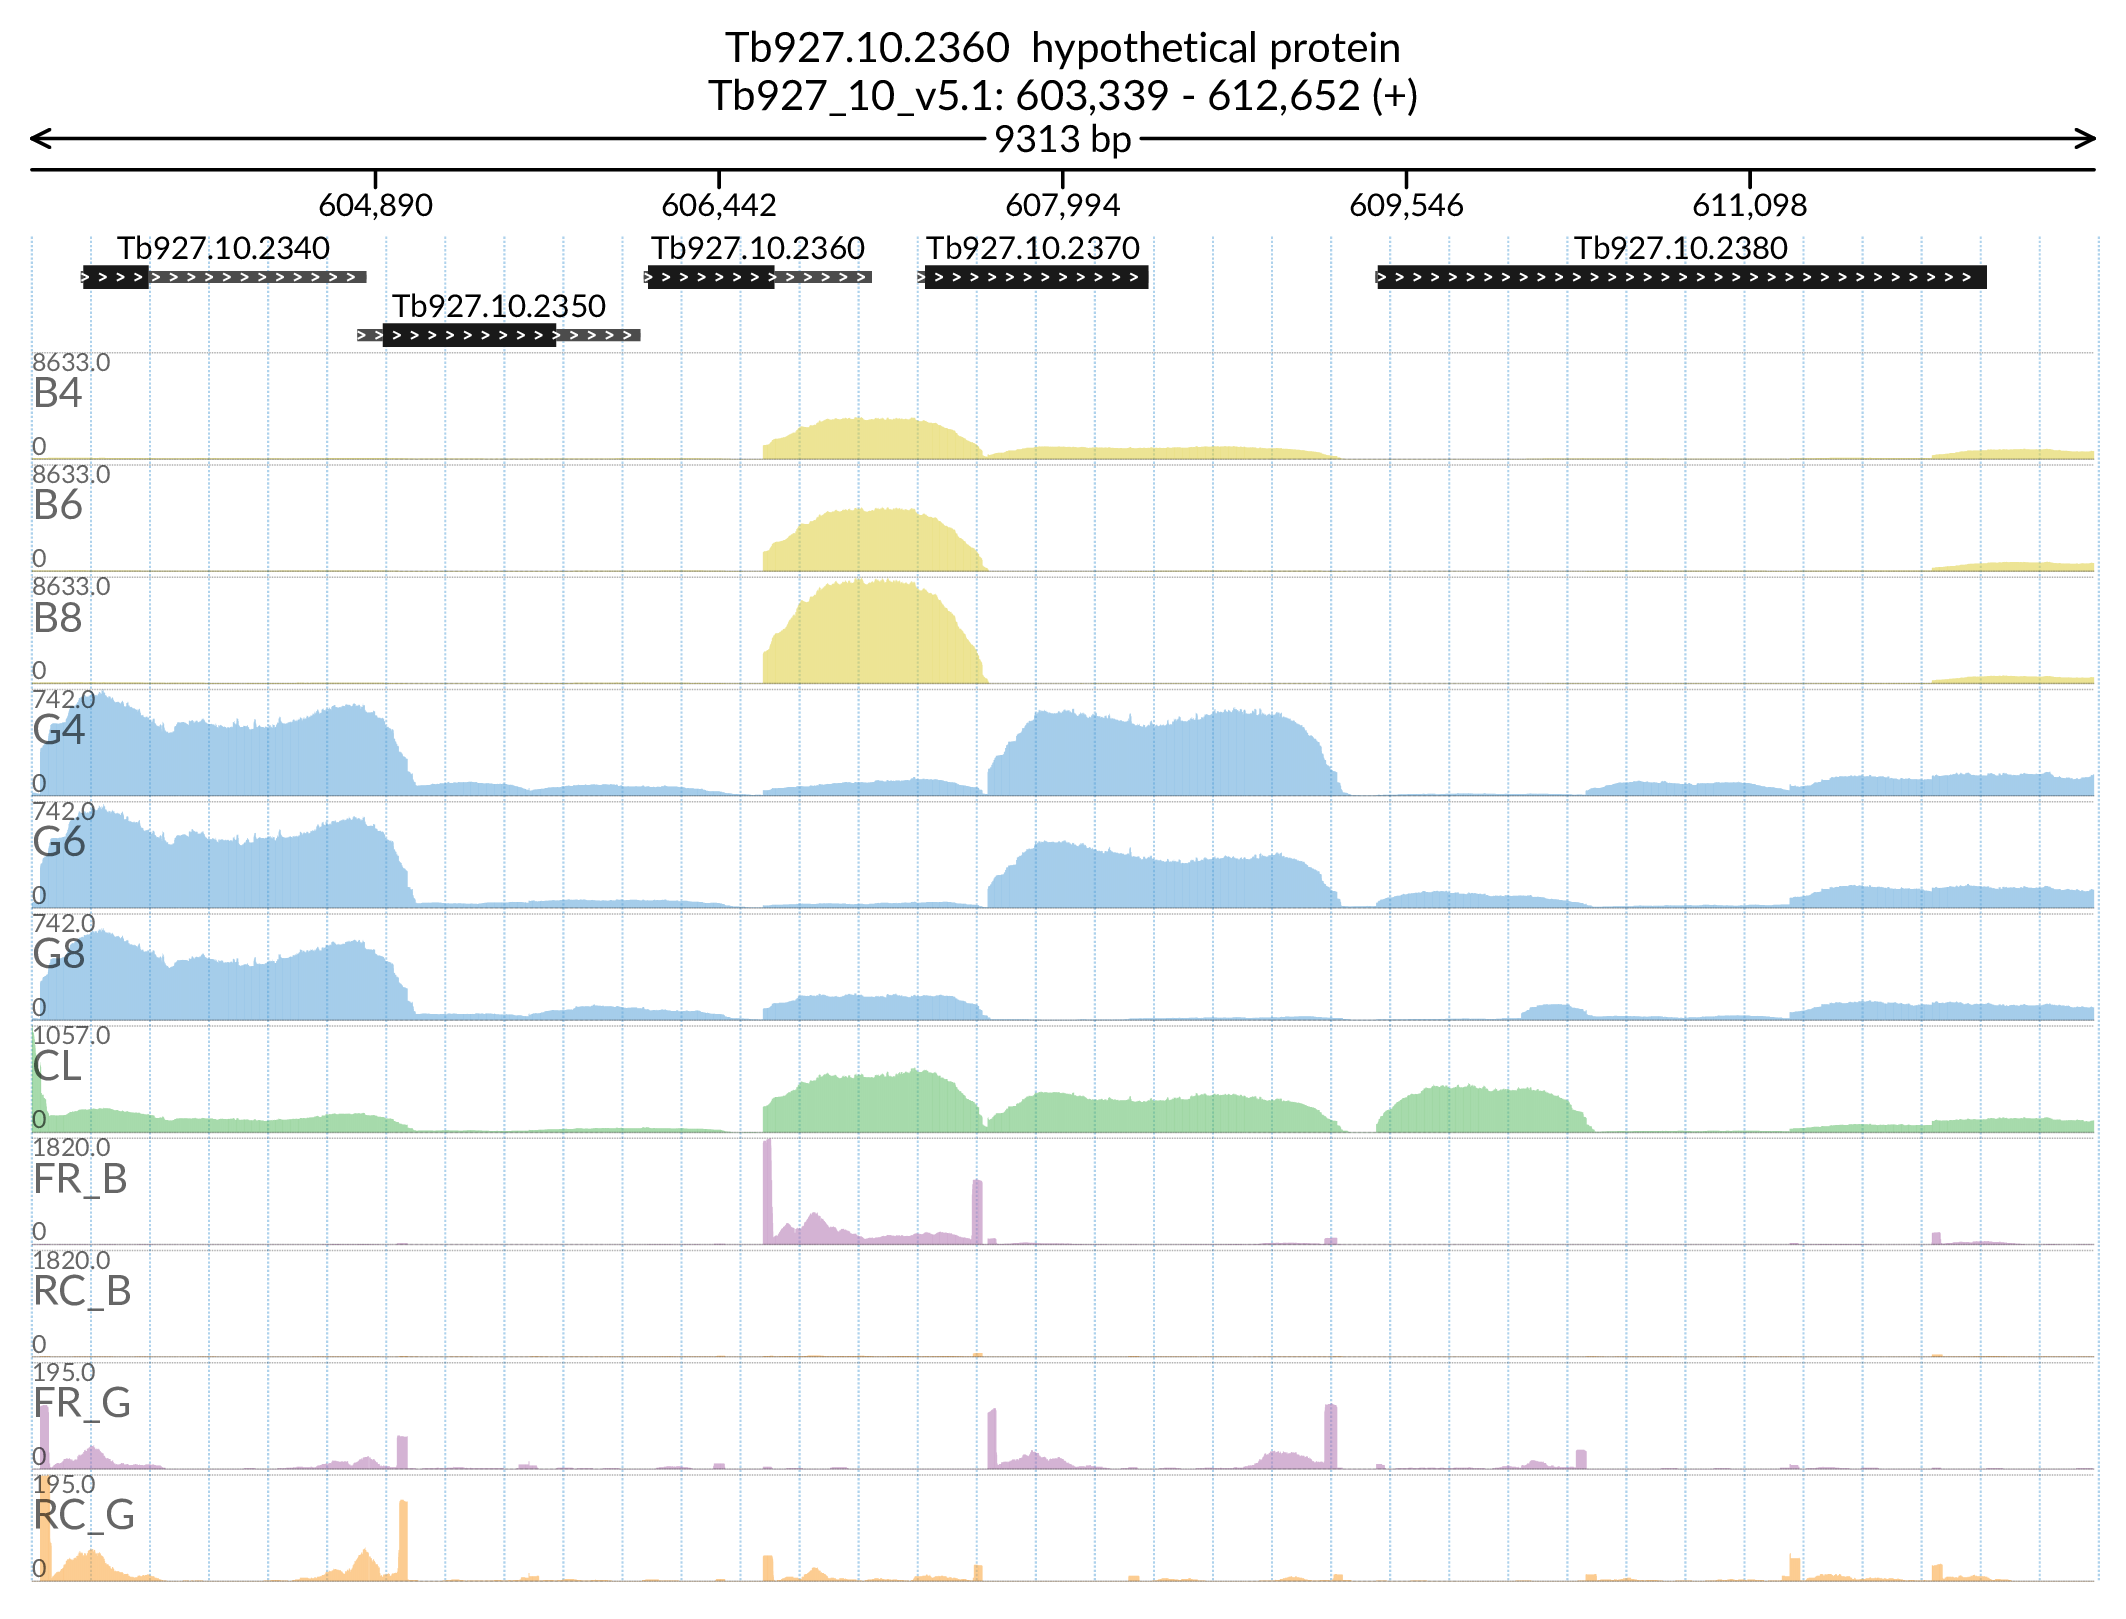 Tb927.10.2360 hypothetical protein
Tb927_10_v5.1: 603,339 - 612,652 (+)
9313 bp
604,890 606,442 607,994 609,546 611,098
Tb927.10.2340 Tb927.10.2360 Tb927.10.2370 Tb927.10.2380
Tb927.10.2350
8633.0
B4
0
8633.0
B6
0
8633.0
B8
0
742.0
G4
0
742.0
G6
0
742.0
G8
0
1057.0
CL
0
1820.0
FR_B
0
1820.0
RC_B
0
195.0
FR_G
0
195.0
RC_G
0